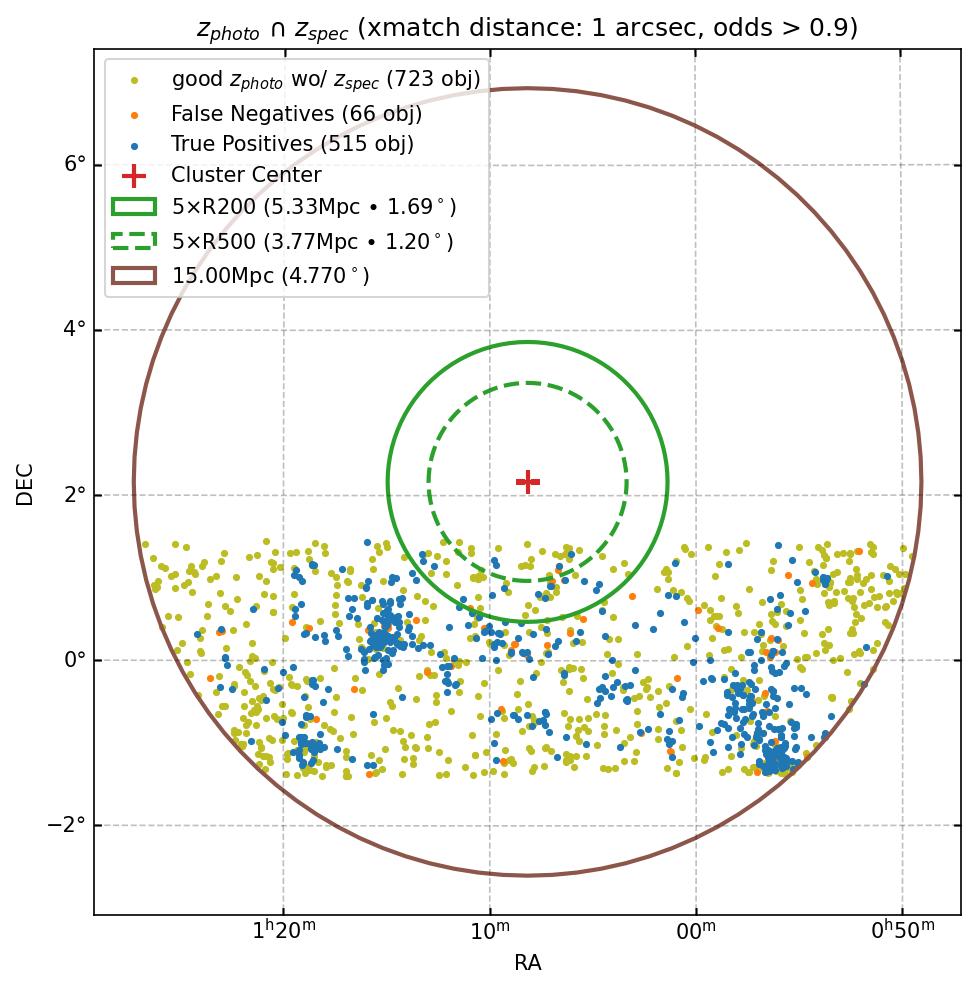 z_photo ∩ z_spec (xmatch distance: 1 arcsec, odds > 0.9)
good z_photo wo/ z_spec (723 obj)
False Negatives (66 obj)
True Positives (515 obj)
Cluster Center
5×R200 (5.33Mpc • 1.69°)
5×R500 (3.77Mpc • 1.20°)
15.00Mpc (4.770°)
6°
4°
2°
0°
−2°
DEC
1ʰ20ᵐ 10ᵐ 00ᵐ 0ʰ50ᵐ
RA